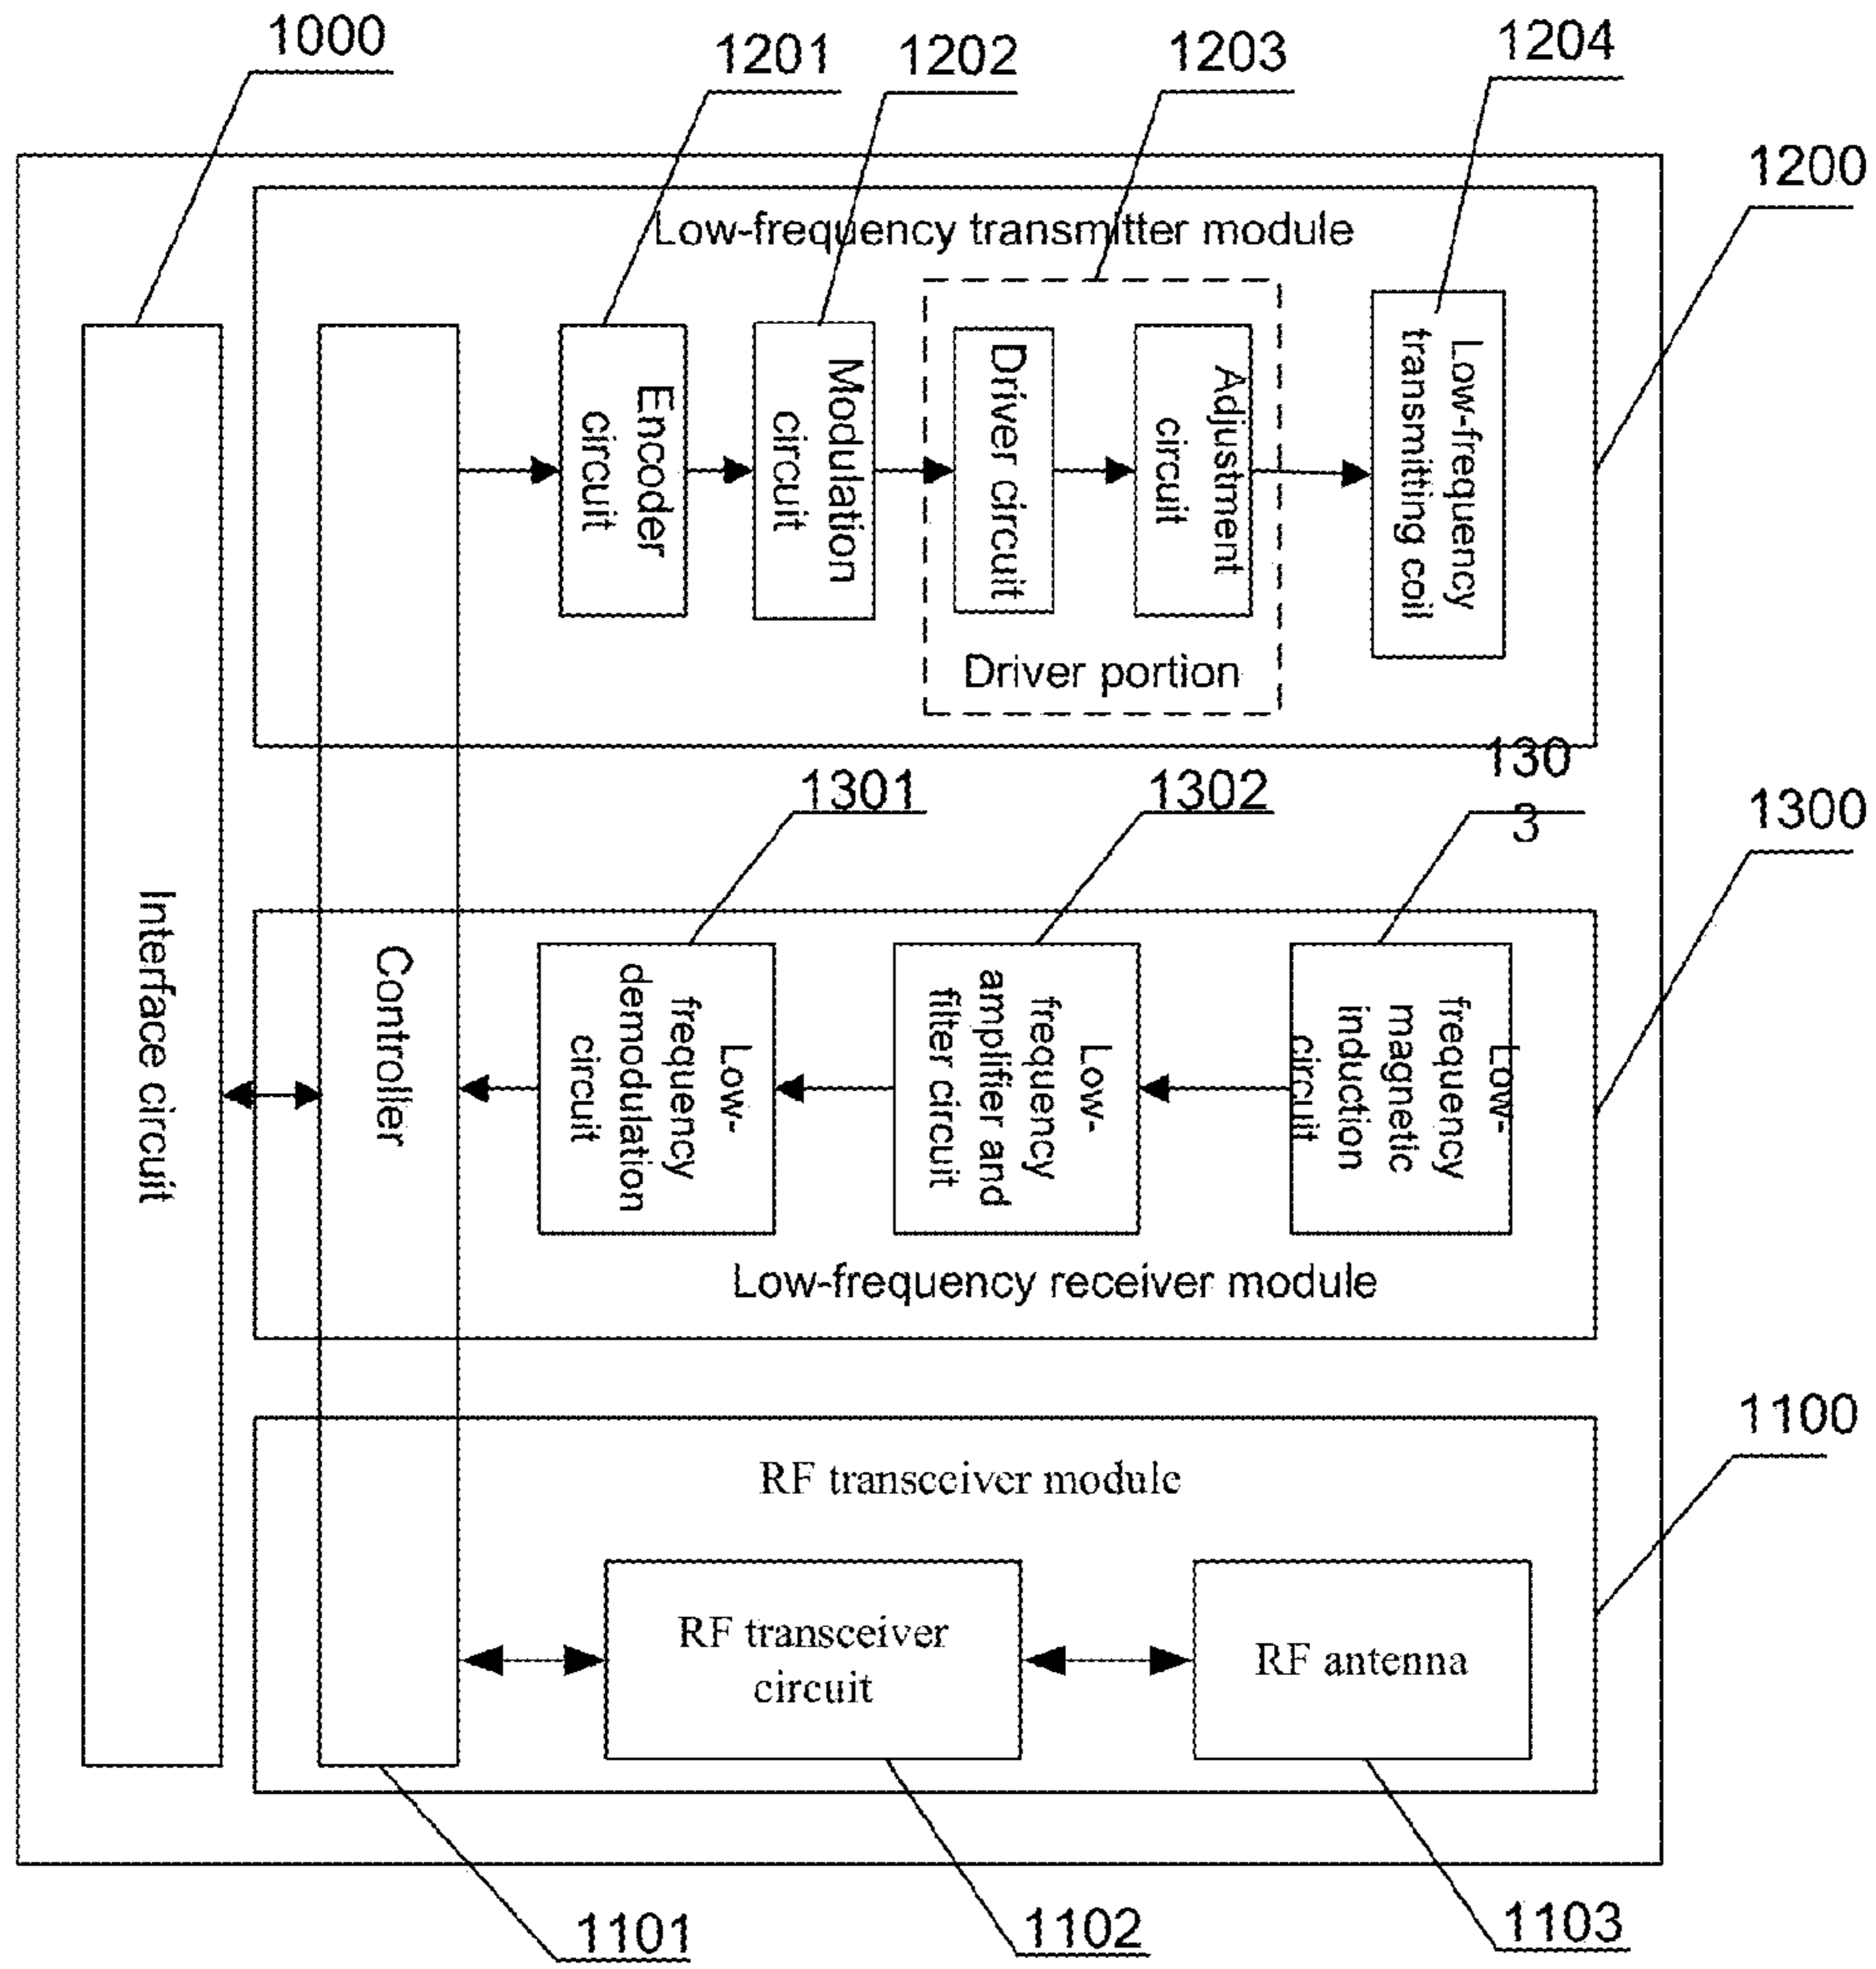 1000
1201
1202
1203
1204
1200
Low-frequency transmitter module
Encoder
circuit
Modulation
circuit
Driver circuit
Adjustment
circuit
Driver portion
Low-frequency
transmitting coil
130
3
1301
1302
1300
Interface circuit
Controller
Low-
frequency
demodulation
circuit
Low-
frequency
amplifier and
filter circuit
Low-
frequency
magnetic
induction
circuit
Low-frequency receiver module
1100
RF transceiver module
RF transceiver
circuit
RF antenna
1101
1102
1103